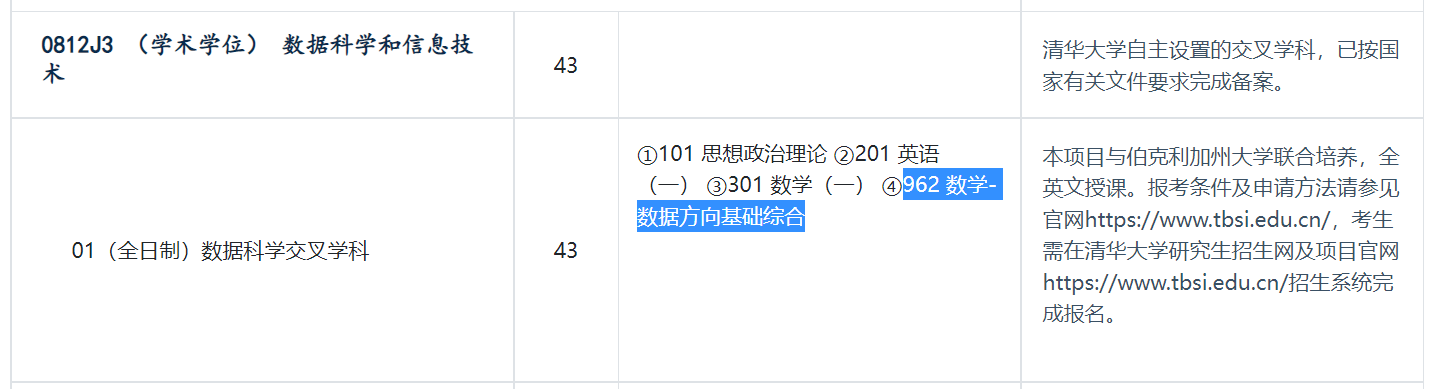 0812J3 （学术学位） 数据科学和信息技
术
43
清华大学自主设置的交叉学科，已按国
家有关文件要求完成备案。
01（全日制）数据科学交叉学科
43
①101 思想政治理论 ②201 英语
（一） ③301 数学（一） ④962 数学-
数据方向基础综合
本项目与伯克利加州大学联合培养，全
英文授课。报考条件及申请方法请参见
官网https://www.tbsi.edu.cn/，考生
需在清华大学研究生招生网及项目官网
https://www.tbsi.edu.cn/招生系统完
成报名。